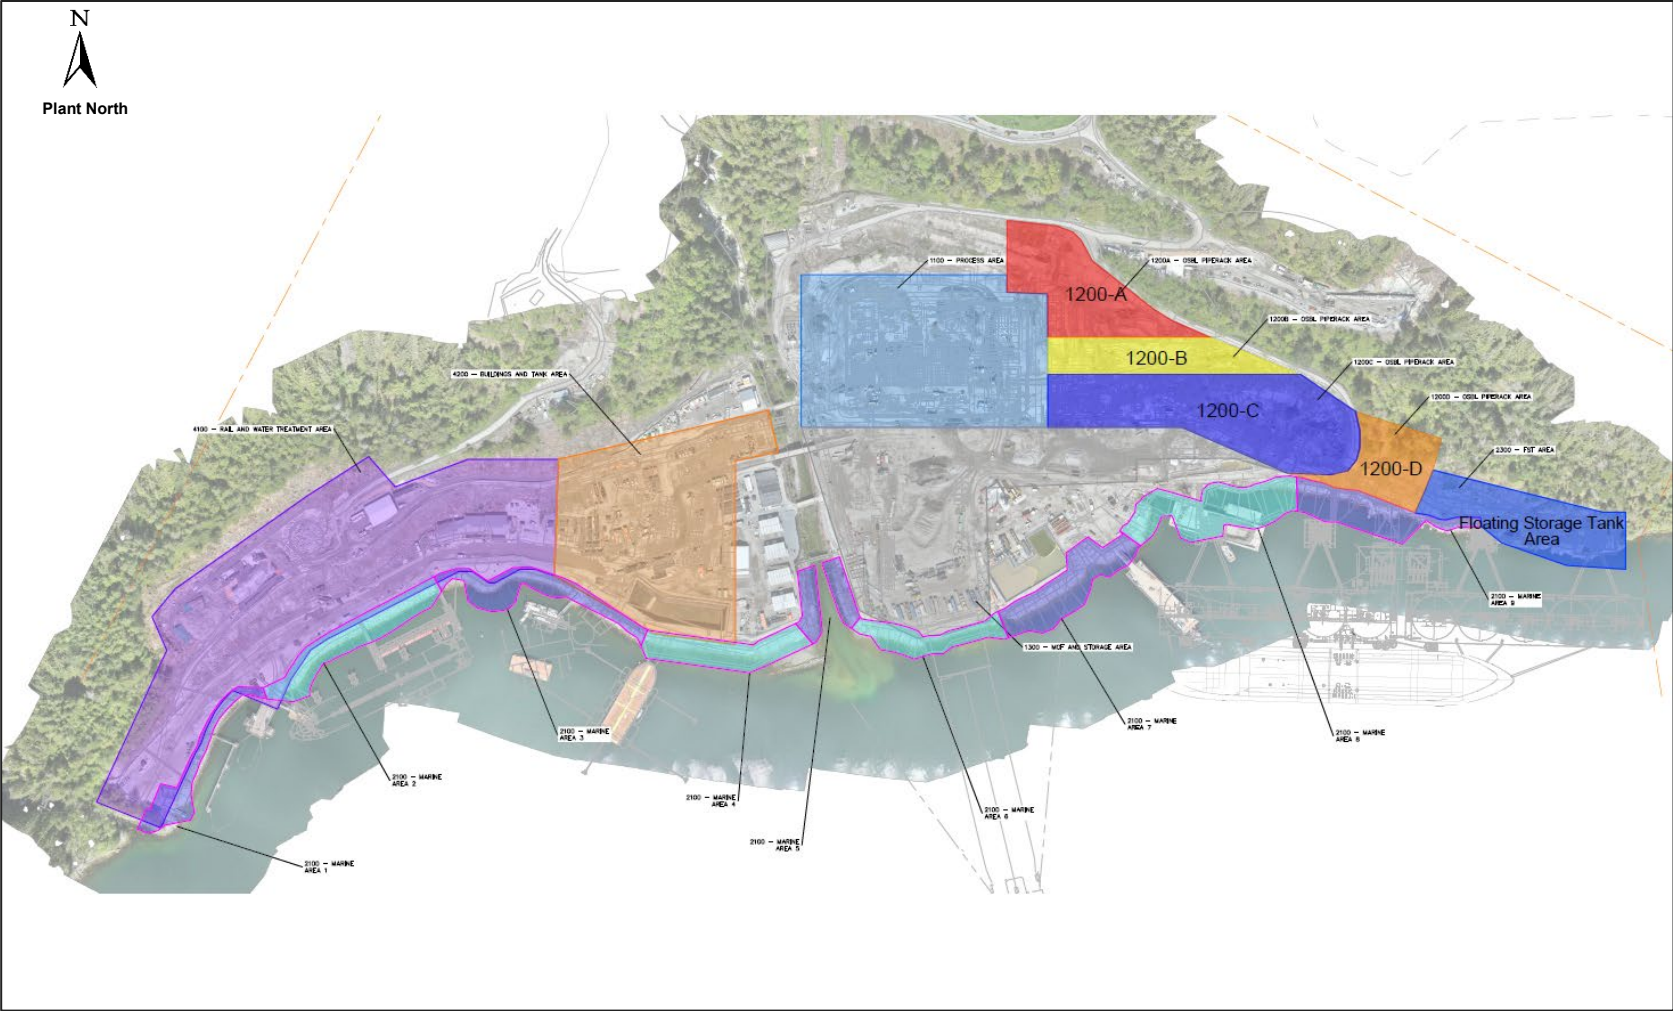 N
Plant North
1100 – PROCESS AREA
1200A – OSBL PIPERACK AREA
1200-A
1200B – OSBL PIPERACK AREA
1200-B
1200C – OSBL PIPERACK AREA
4200 – BUILDINGS AND TANK AREA
1200D – OSBL PIPERACK AREA
1200-C
4100 – RAIL AND WATER TREATMENT AREA
2300 – FST AREA
1200-D
Floating Storage Tank
Area
2100 – MARINE
AREA 9
1300 – MOF AND STORAGE AREA
2100 – MARINE
AREA 7
2100 – MARINE
AREA 3
2100 – MARINE
AREA 8
2100 – MARINE
AREA 2
2100 – MARINE
AREA 4
2100 – MARINE
AREA 6
2100 – MARINE
AREA 5
2100 – MARINE
AREA 1